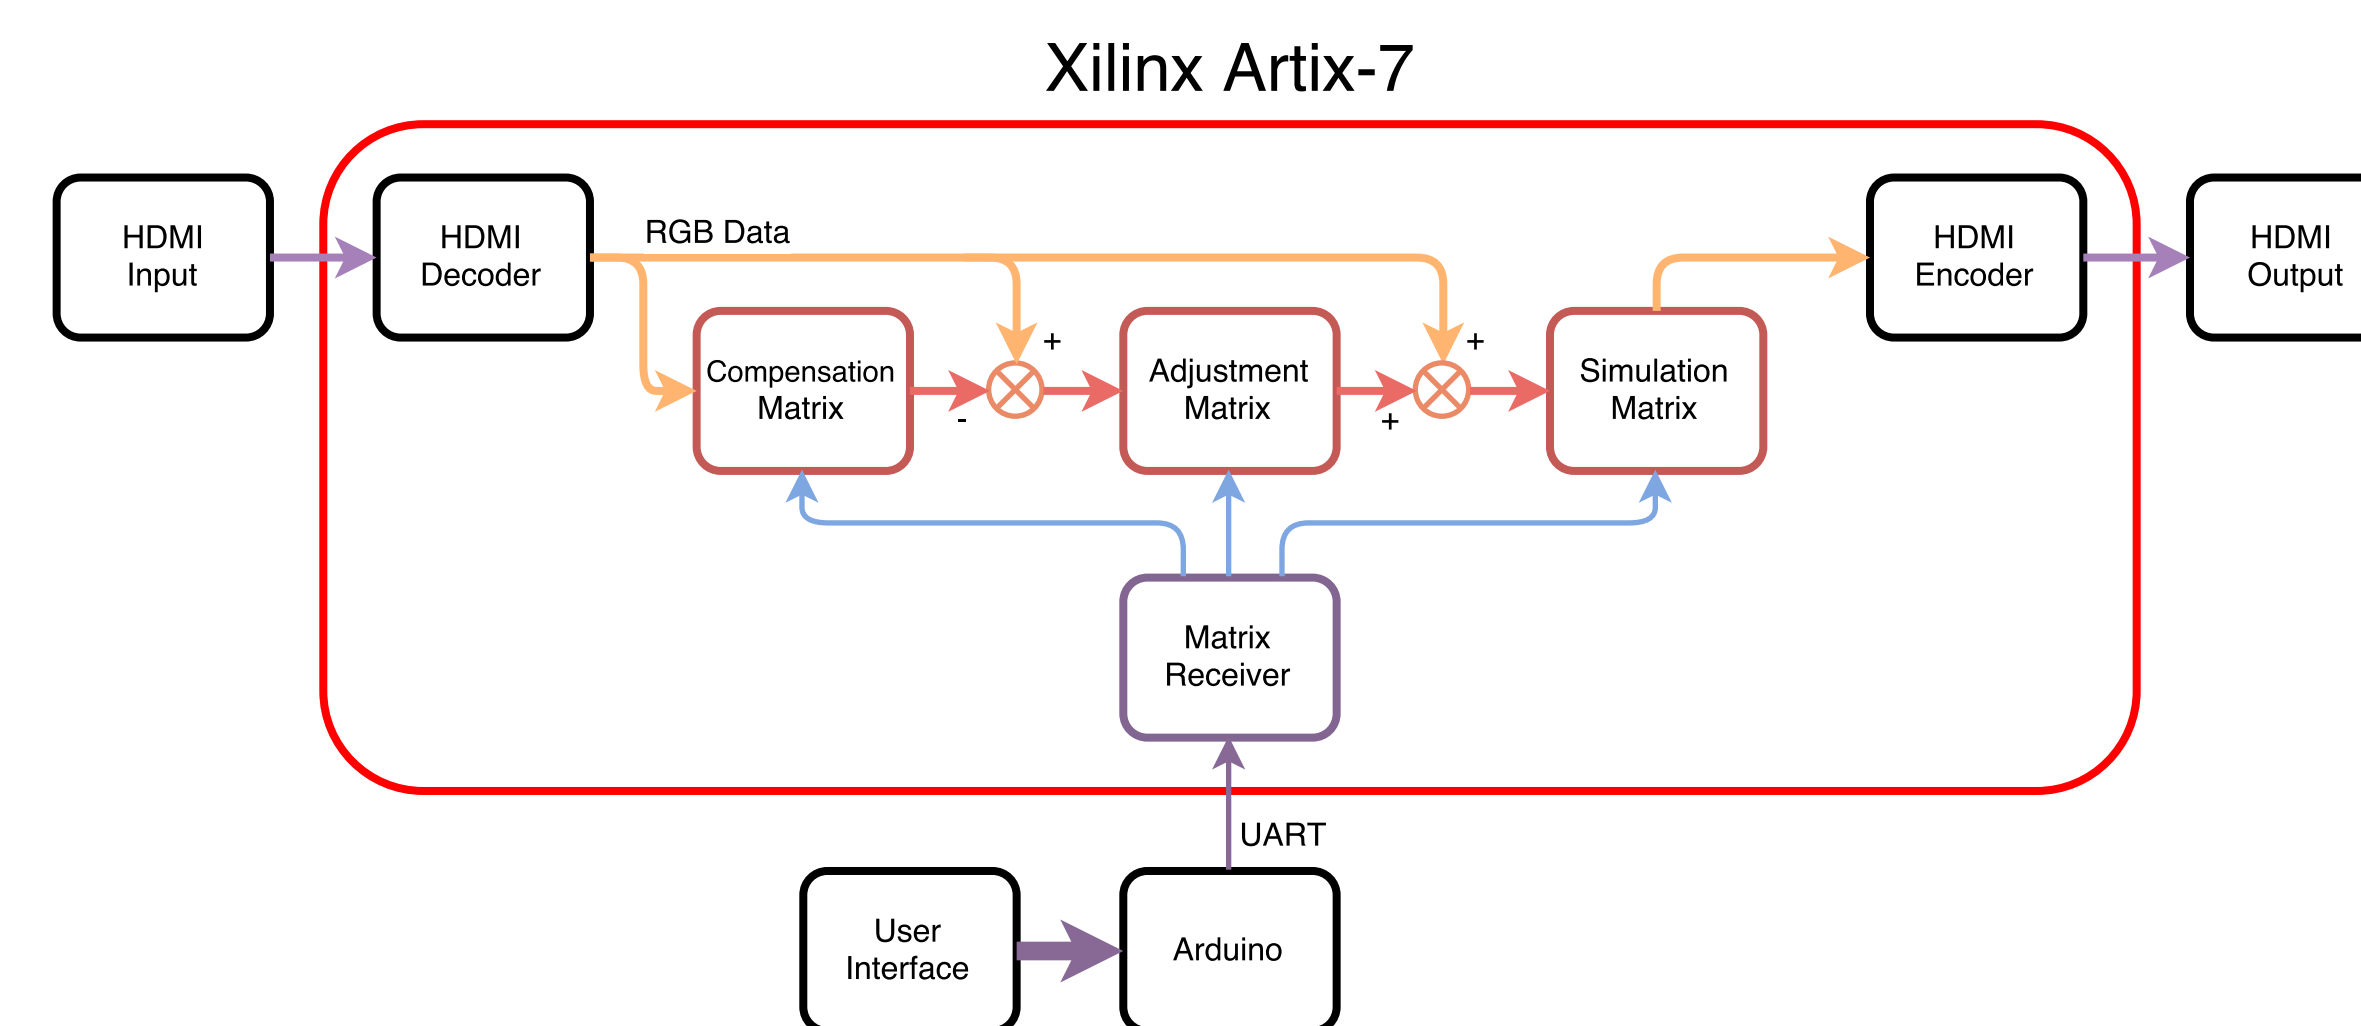 Xilinx Artix-7
HDMI
Input
HDMI
Decoder
RGB Data
HDMI
Encoder
HDMI
Output
Compensation
Matrix
-
+
Adjustment
Matrix
+
+
Simulation
Matrix
Matrix
Receiver
UART
User
Interface
Arduino